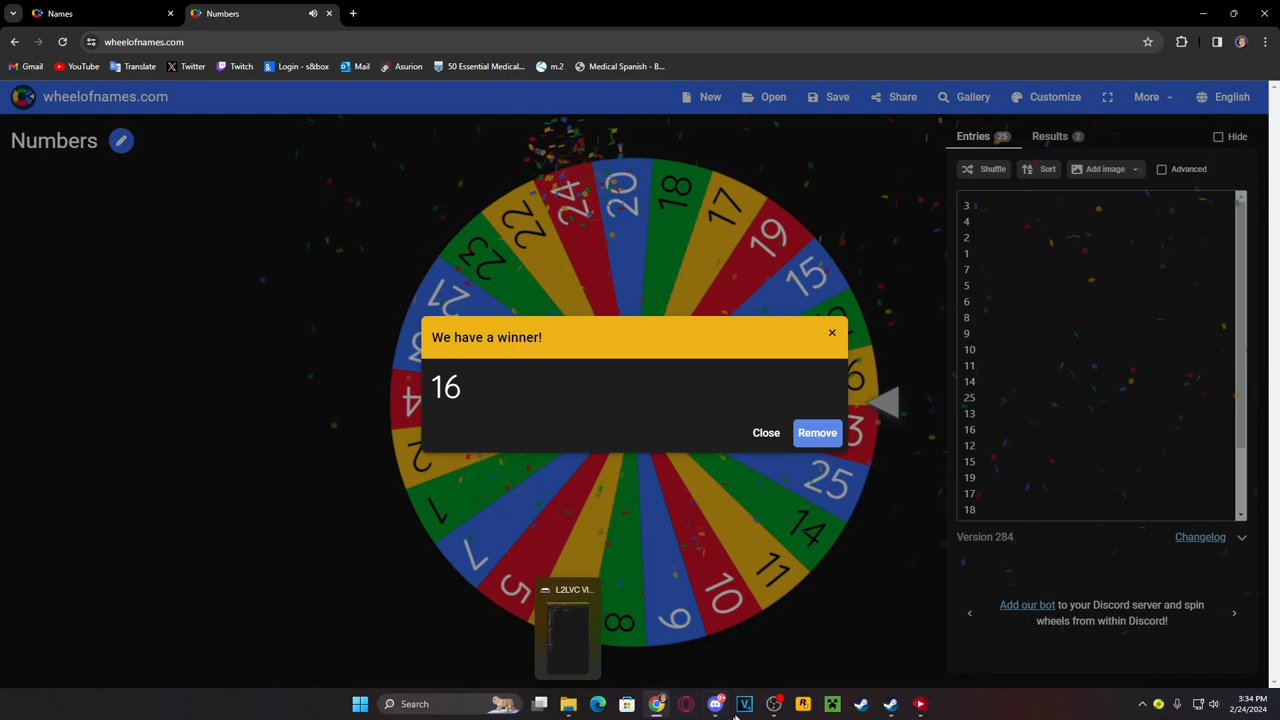 Names
Numbers
wheelofnames.com
Gmail
YouTube
Translate
Twitter
Twitch
Login - s&box
Mail
Asurion
50 Essential Medical...
m.2
Medical Spanish - B...
wheelofnames.com
New
Open
Save
Share
Gallery
Customize
More
English
Numbers
Entries 25
Results 2
Hide
Shuffle
Sort
Add image
Advanced
3
4
2
1
7
5
6
8
9
10
11
14
25
13
16
12
15
19
17
18
24
20
18
17
19
15
22
23
21
4
2
1
7
5
8
9
10
11
14
25
We have a winner!
16
Close
Remove
Version 284
Changelog
Add our bot to your Discord server and spin
wheels from within Discord!
L2LVC VI...
Search
3:34 PM
2/24/2024